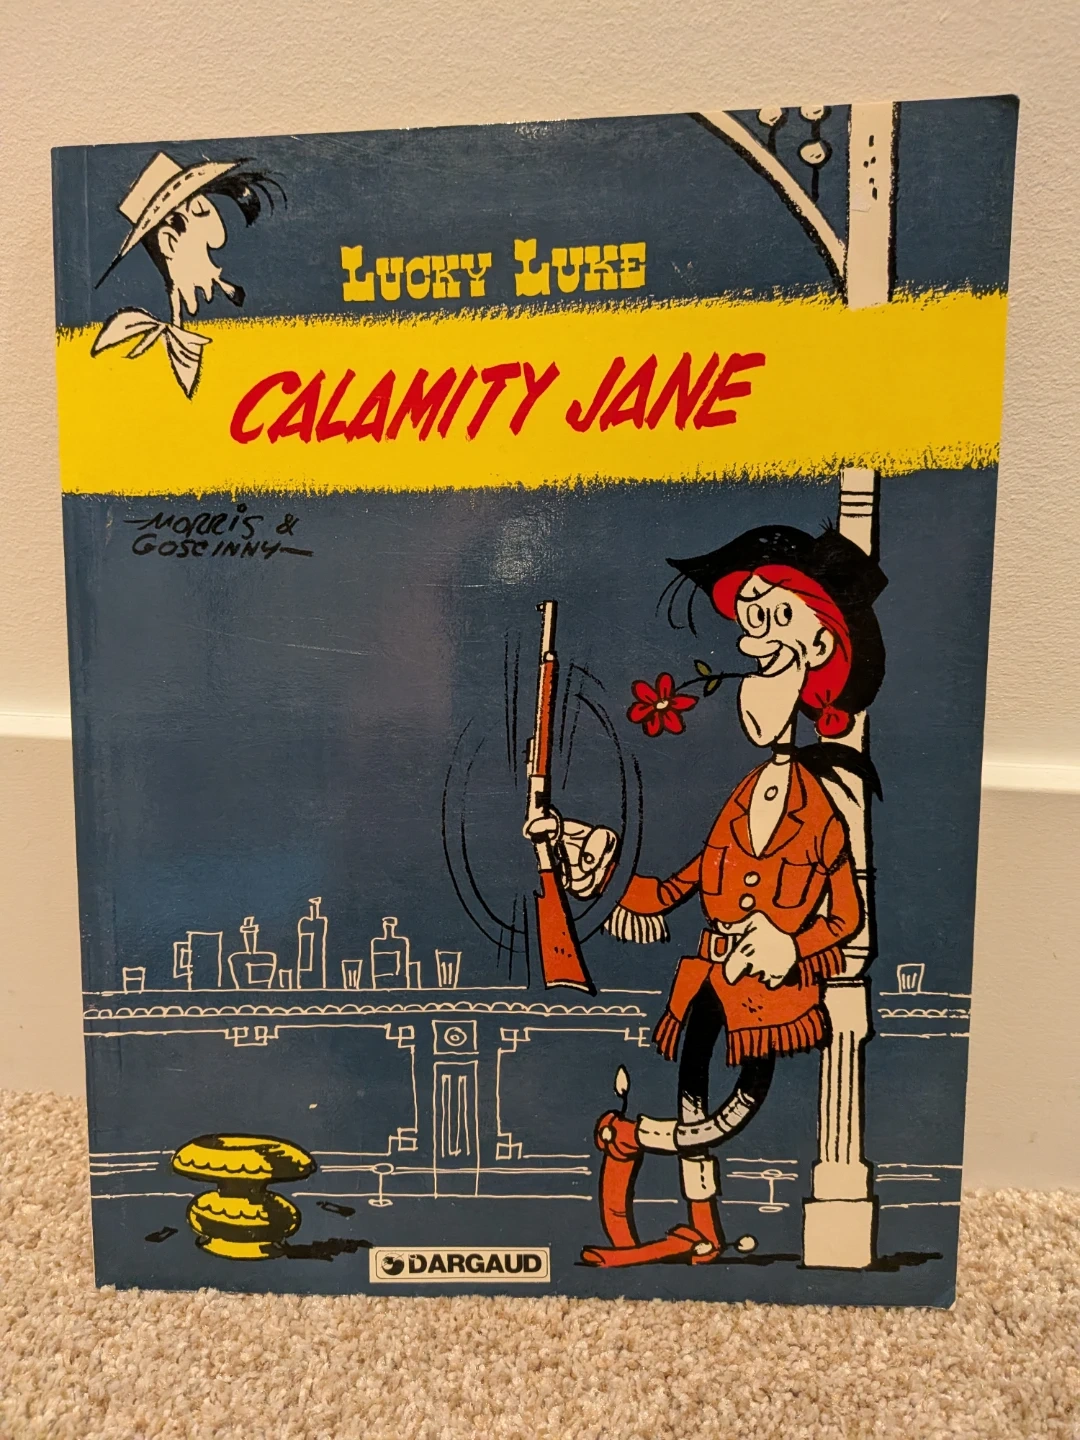 LUCKY LUKE
CALAMITY JANE
MORRIS &
GOSCINNY
DARGAUD